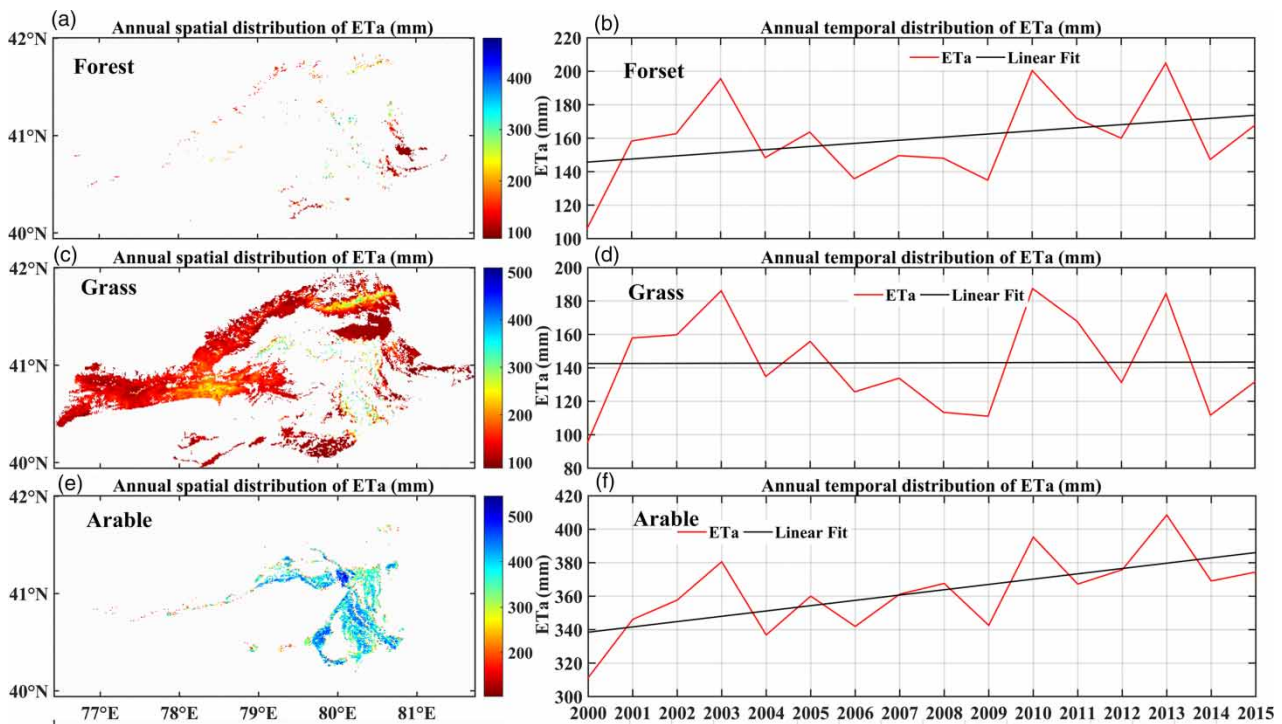 (a)
Annual spatial distribution of ETa (mm)
42°N
Forest
41°N
40°N
400
300
200
100
(b)
Annual temporal distribution of ETa (mm)
220
200
180
160
140
120
100
ETa (mm)
Forset
ETa
Linear Fit
(c)
Annual spatial distribution of ETa (mm)
42°N
Grass
41°N
40°N
500
400
300
200
100
(d)
Annual temporal distribution of ETa (mm)
200
180
160
140
120
100
80
ETa (mm)
Grass
ETa
Linear Fit
(e)
Annual spatial distribution of ETa (mm)
42°N
Arable
41°N
40°N
77°E 78°E 79°E 80°E 81°E
500
400
300
200
100
(f)
Annual temporal distribution of ETa (mm)
420
400
380
360
340
320
300
ETa (mm)
Arable
ETa
Linear Fit
2000 2001 2002 2003 2004 2005 2006 2007 2008 2009 2010 2011 2012 2013 2014 2015